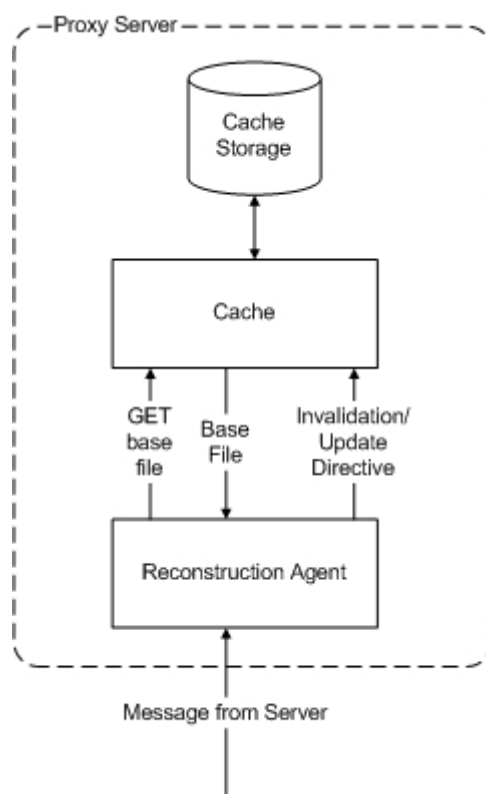 Proxy Server
Cache
Storage
Cache
GET
base
file
Base
File
Invalidation/
Update
Directive
Reconstruction Agent
Message from Server